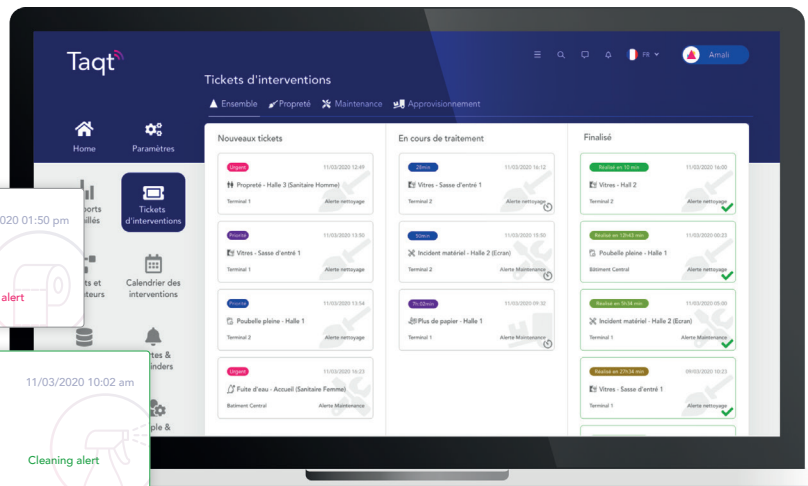 Taqt
FR
Amali
Tickets d'interventions
Ensemble
Propreté
Maintenance
Approvisionnement
Home
Paramètres
Tickets
d'interventions
Calendrier des
interventions
Nouveaux tickets
Urgent
11/03/2020 12:49
Propreté - Halle 3 (Sanitaire Homme)
Terminal 1
Alerte nettoyage
Priorité
11/03/2020 13:50
Vitres - Sasse d'entré 1
Terminal 1
Alerte nettoyage
Priorité
11/03/2020 13:54
Poubelle pleine - Halle 1
Terminal 2
Alerte nettoyage
Urgent
11/03/2020 16:23
Fuite d'eau - Accueil (Sanitaire Femme)
Batiment Central
Alerte Maintenance
En cours de traitement
28min
11/03/2020 16:12
Vitres - Sasse d'entré 1
Terminal 2
Alerte nettoyage
50min
11/03/2020 15:50
Incident matériel - Halle 2 (Ecran)
Terminal 2
Alerte Maintenance
7h 02min
11/03/2020 09:32
Plus de papier - Halle 1
Terminal 1
Alerte Maintenance
Finalisé
Réalisé en 10 min
11/03/2020 16:00
Vitres - Hall 2
Terminal 2
Alerte nettoyage
Réalisé en 12h43 min
11/03/2020 00:23
Poubelle pleine - Halle 1
Bâtiment Central
Alerte nettoyage
11/03/2020 05:00
Incident matériel - Halle 2 (Ecran)
Terminal 1
Alerte Maintenance
Réalisé en 27H34 min
09/03/2020 10:23
Vitres - Sasse d'entré 1
Terminal 1
Alerte nettoyage
020 01:50 pm
alert
11/03/2020 10:02 am
Cleaning alert